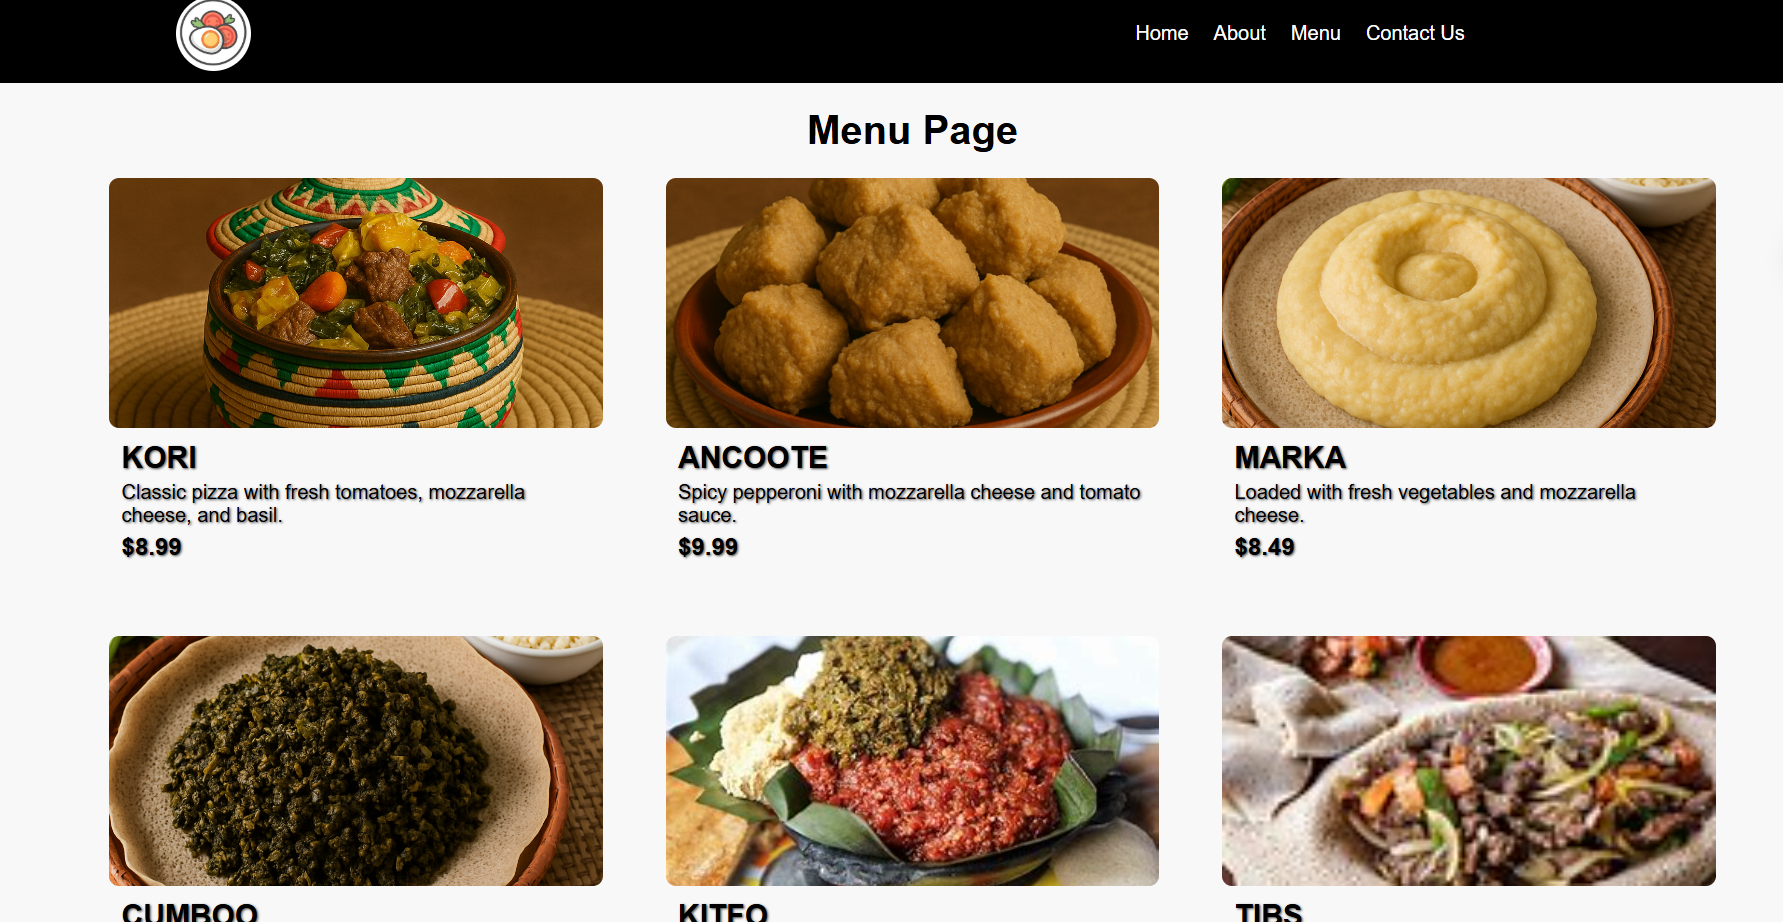 Home About Menu Contact Us
Menu Page
KORI
Classic pizza with fresh tomatoes, mozzarella
cheese, and basil.
$8.99
ANCOOTE
Spicy pepperoni with mozzarella cheese and tomato
sauce.
$9.99
MARKA
Loaded with fresh vegetables and mozzarella
cheese.
$8.49
CUMBOO
KITFO
TIBS